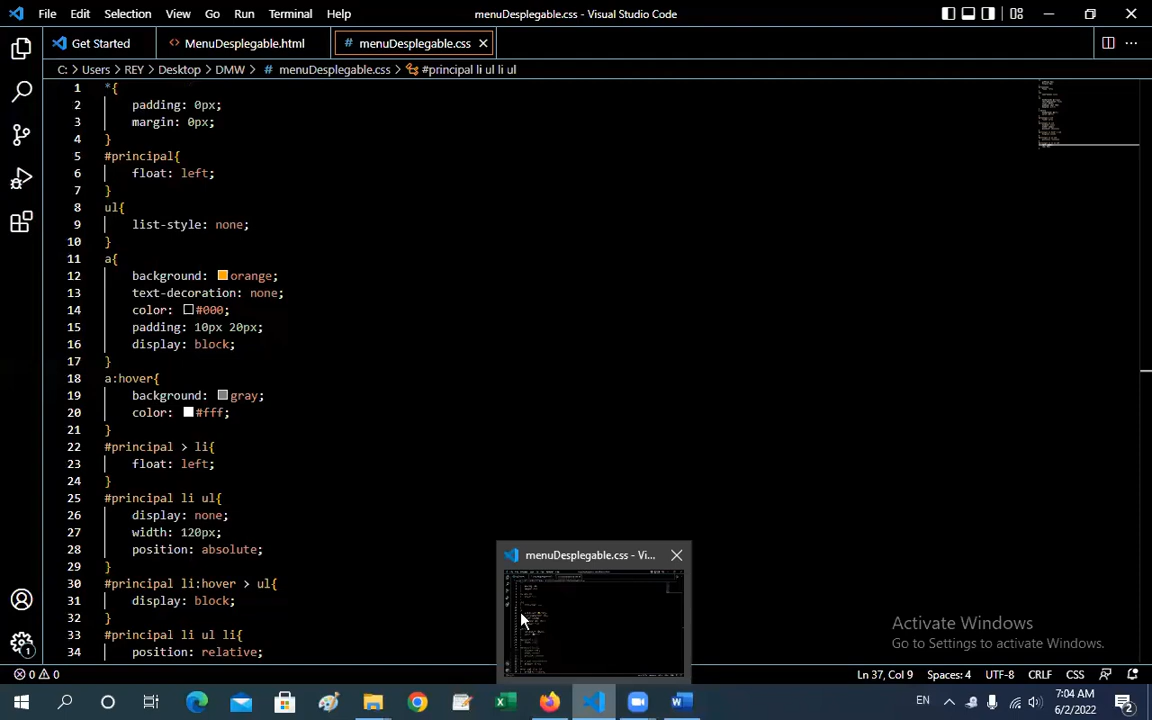 File Edit Selection View Go Run Terminal Help menuDesplegable.css - Visual Studio Code
Get Started MenuDesplegable.html # menuDesplegable.css
C: > Users > REY > Desktop > DMW > # menuDesplegable.css > #principal li ul li ul
1 *{
2 padding: 0px;
3 margin: 0px;
4 }
5 #principal{
6 float: left;
7 }
8 ul{
9 list-style: none;
10 }
11 a{
12 background: orange;
13 text-decoration: none;
14 color: #000;
15 padding: 10px 20px;
16 display: block;
17 }
18 a:hover{
19 background: gray;
20 color: #fff;
21 }
22 #principal > li{
23 float: left;
24 }
25 #principal li ul{
26 display: none;
27 width: 120px;
28 position: absolute;
29 }
30 #principal li:hover > ul{
31 display: block;
32 }
33 #principal li ul li{
34 position: relative;
menuDesplegable.css - Vi...
Activate Windows
Go to Settings to activate Windows.
0 0 Ln 37, Col 9 Spaces: 4 UTF-8 CRLF CSS
EN 7:04 AM
6/2/2022
2
1